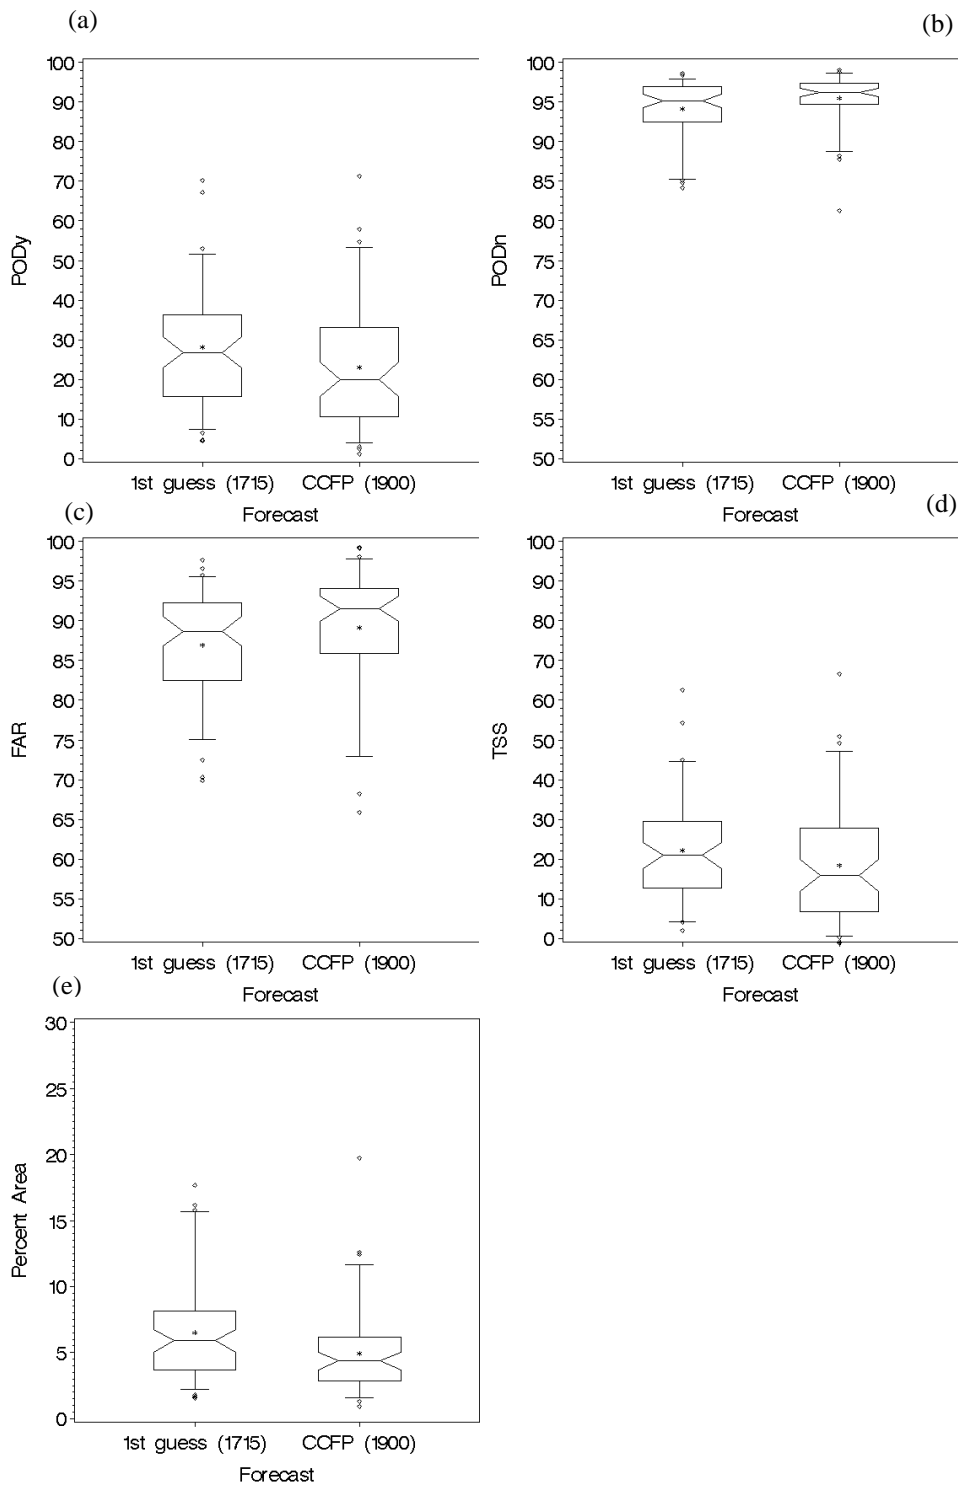 (a)
100
90
80
70
60
50
40
30
20
10
0
PODy
1st guess (1715) CCFP (1900)
Forecast
(b)
100
95
90
85
80
75
70
65
60
55
50
PODn
1st guess (1715) CCFP (1900)
Forecast
(c)
100
95
90
85
80
75
70
65
60
55
50
FAR
1st guess (1715) CCFP (1900)
Forecast
(d)
100
90
80
70
60
50
40
30
20
10
0
TSS
1st guess (1715) CCFP (1900)
Forecast
(e)
30
25
20
15
10
5
0
Percent Area
1st guess (1715) CCFP (1900)
Forecast